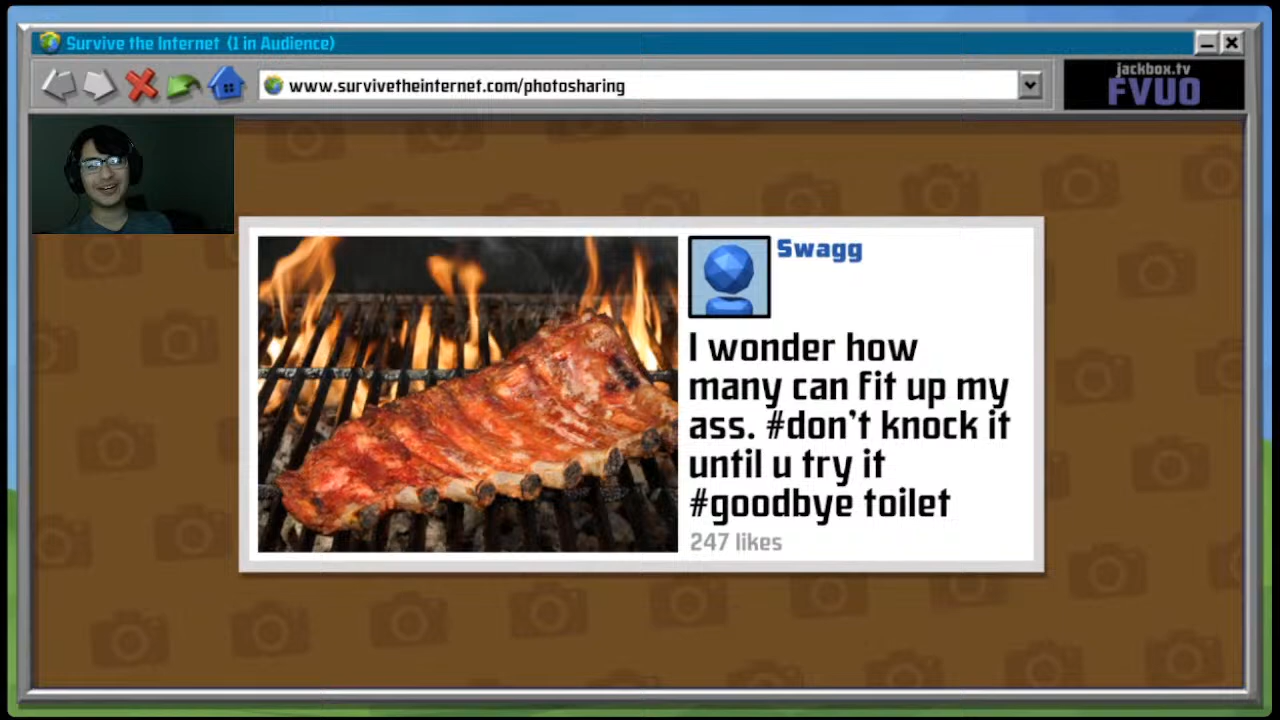 Survive the Internet (1 in Audience)
www.survivetheinternet.com/photosharing
jackbox.tv
FVUO
Swagg
I wonder how
many can fit up my
ass. #don't knock it
until u try it
#goodbye toilet
247 likes